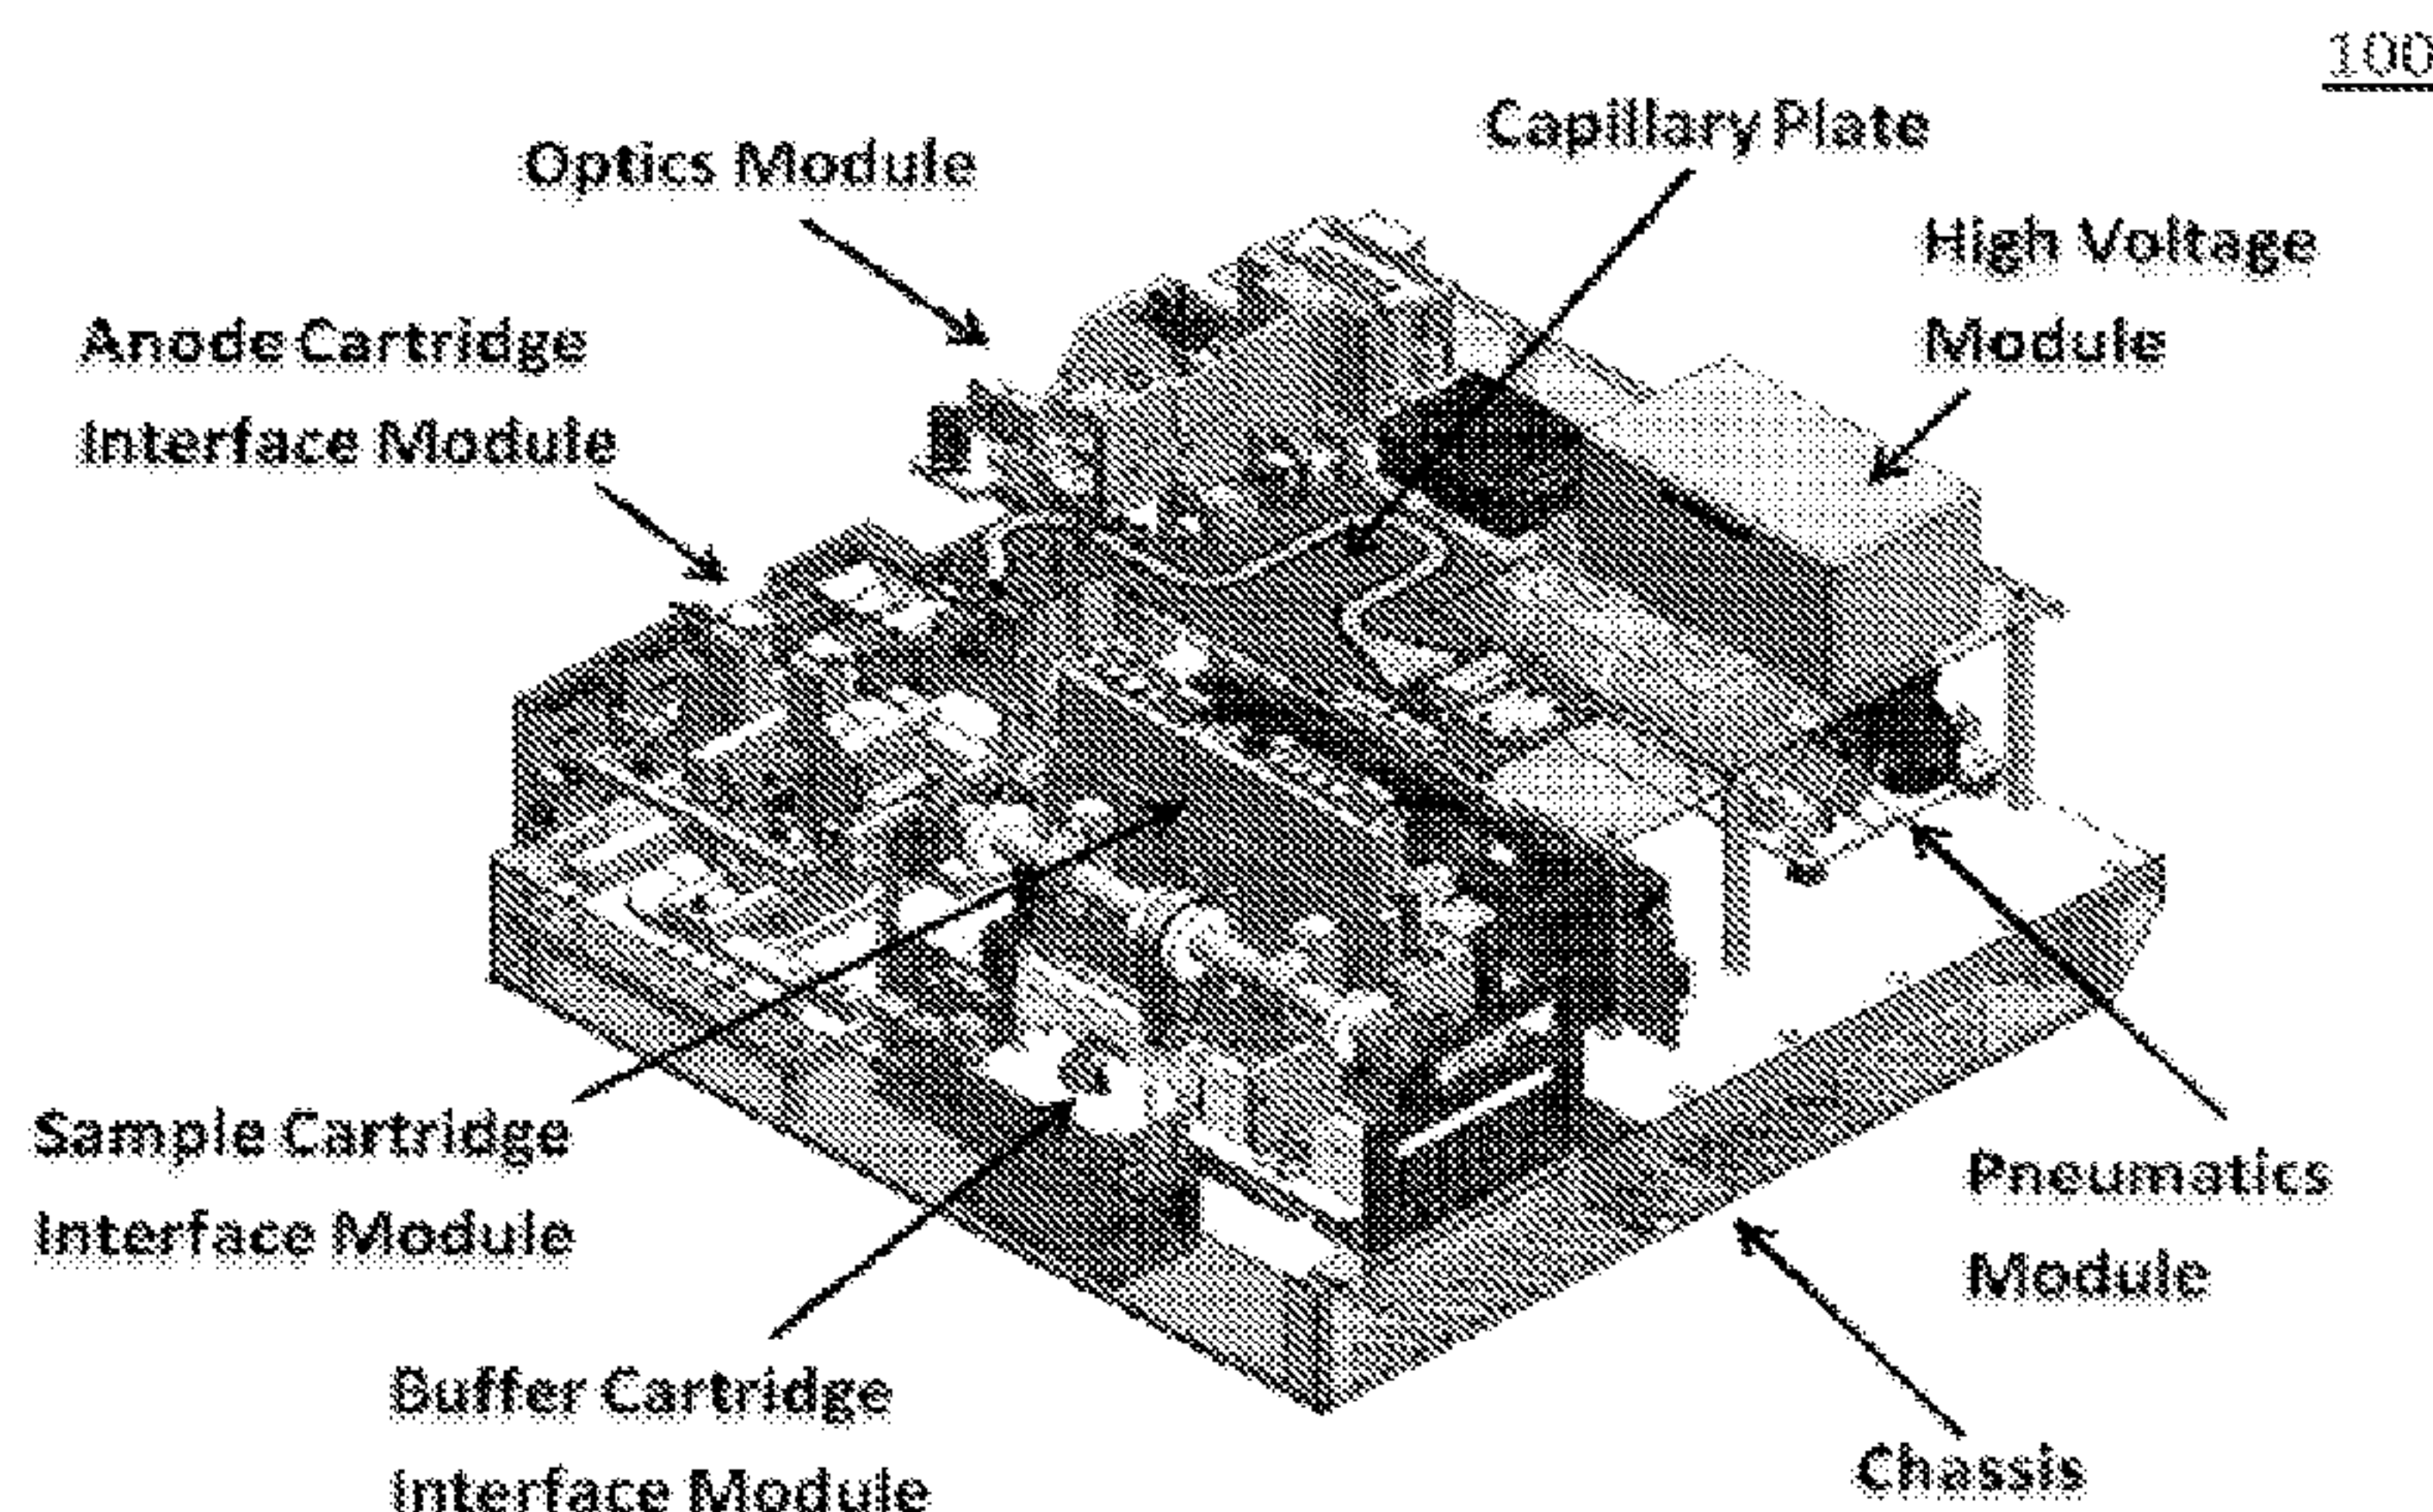 100
Capillary Plate
Optics Module
High Voltage
Module
Anode Cartridge
Interface Module
Sample Cartridge
Interface Module
Pneumatics
Module
Buffer Cartridge
Interface Module
Chassis